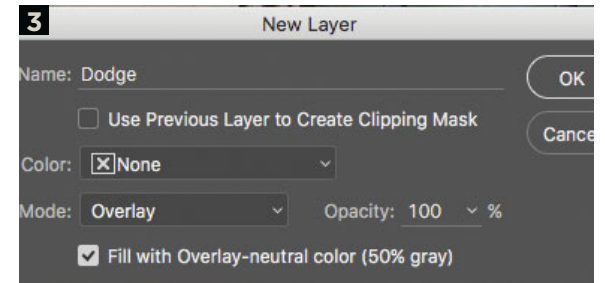 3
New Layer
Name: Dodge
OK
Use Previous Layer to Create Clipping Mask
Cance
Color: None
Mode: Overlay Opacity: 100 %
Fill with Overlay-neutral color (50% gray)